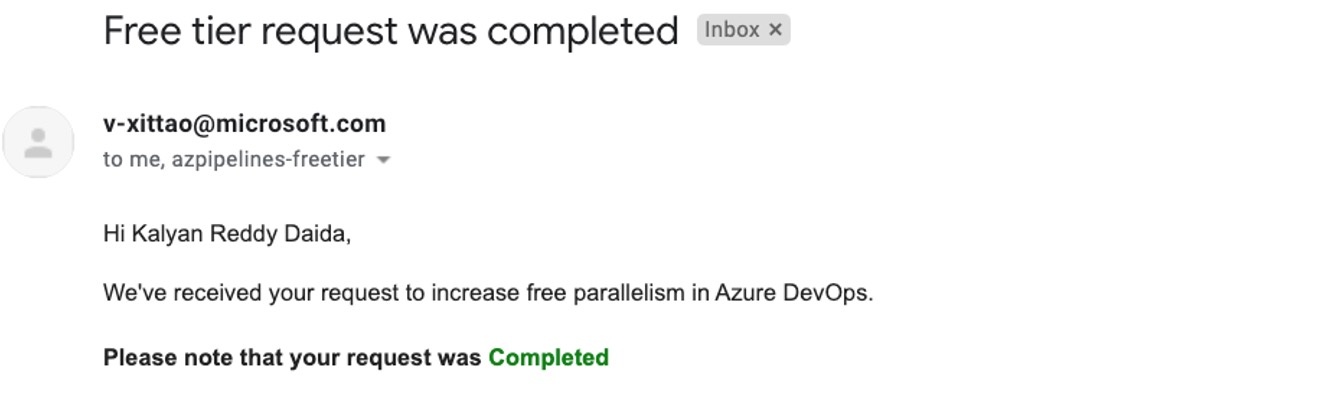 Free tier request was completed Inbox ×
v-xittao@microsoft.com
to me, azpipelines-freetier
Hi Kalyan Reddy Daida,
We've received your request to increase free parallelism in Azure DevOps.
Please note that your request was Completed